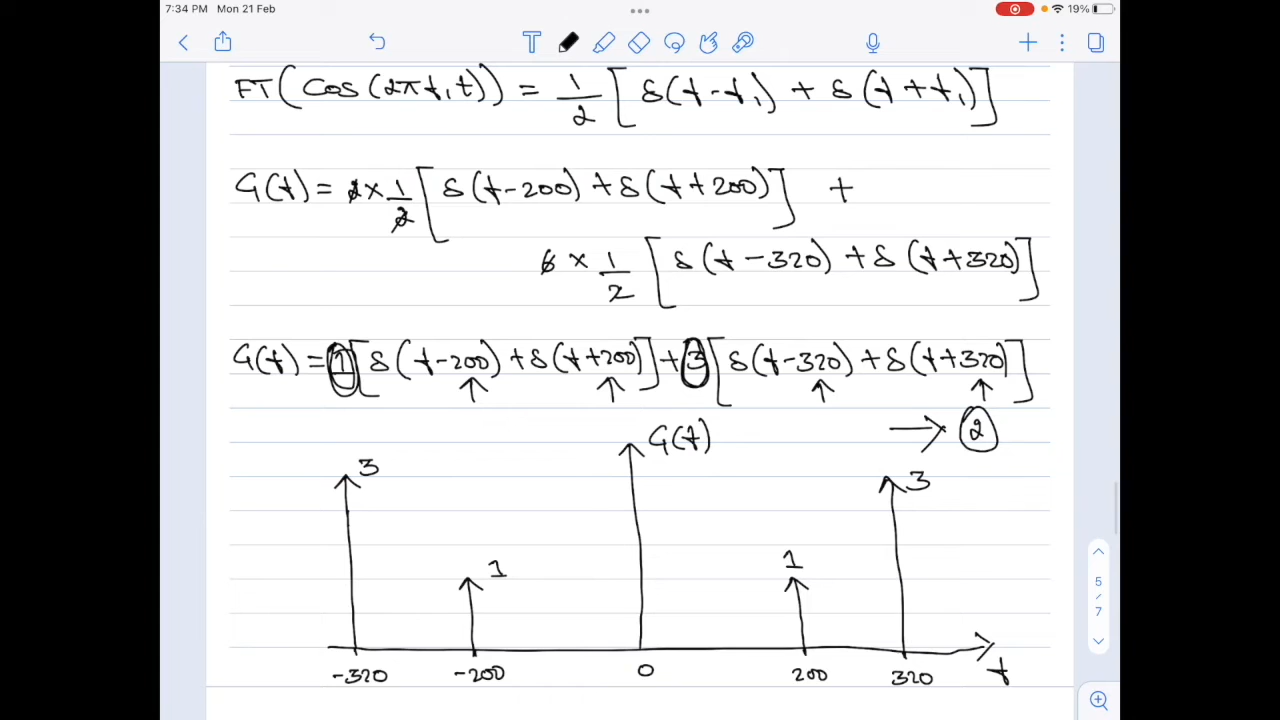 7:34 PM Mon 21 Feb
19%
FT(Cos(2πf₁t)) = 1/2 [δ(f-f₁) + δ(f+f₁)]
G(f) = 2 × 1/2 [δ(f-200) + δ(f+200)] +
6 × 1/2 [δ(f-320) + δ(f+320)]
G(f) = 1 [δ(f-200) + δ(f+200)] + 3 [δ(f-320) + δ(f+320)]
→ 2
G(f)
3
3
1
1
-320 -200 0 200 320 f
5
/
7